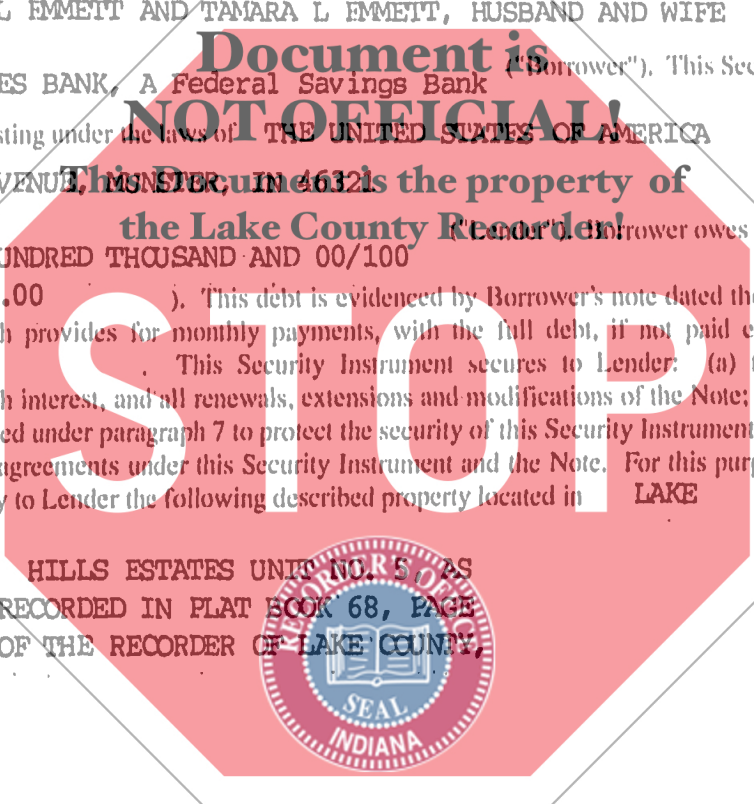 L EMMETT AND TAMARA L EMMETT, HUSBAND AND WIFE
Document is
("Borrower"). This Sec
ES BANK, A Federal Savings Bank
NOT OFFICIAL!
sting under the laws of THE UNITED STATES OF AMERICA
VENUE, MUNSTER, IN 46321
This Document is the property of
the Lake County Recorder!
("Lender"). Borrower owes
UNDRED THOUSAND AND 00/100
.00 ). This debt is evidenced by Borrower's note dated the
h provides for monthly payments, with the full debt, if not paid e
. This Security Instrument secures to Lender: (a) t
h interest, and all renewals, extensions and modifications of the Note;
ed under paragraph 7 to protect the security of this Security Instrument
agreements under this Security Instrument and the Note. For this purp
y to Lender the following described property located in LAKE
STOP
HILLS ESTATES UNIT NO. 5, AS
RECORDED IN PLAT BOOK 68, PAGE
OF THE RECORDER OF LAKE COUNTY,
RECORDER'S OFFICE
SEAL
INDIANA